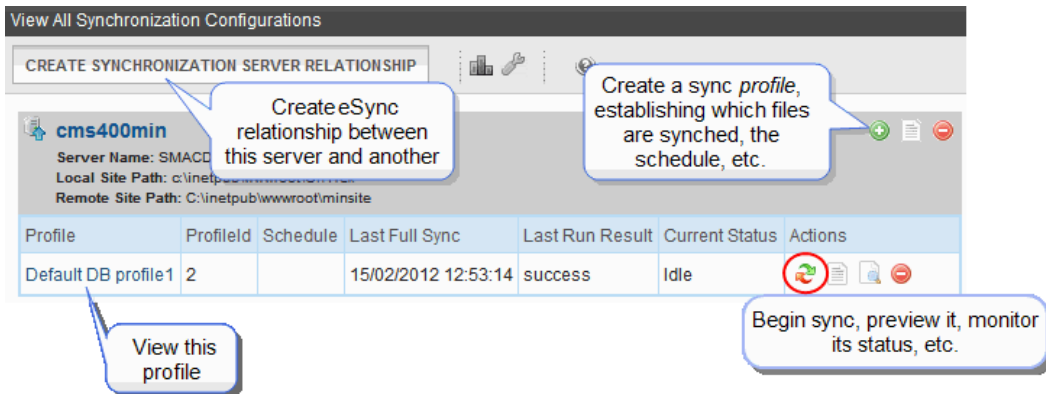 View All Synchronization Configurations
CREATE SYNCHRONIZATION SERVER RELATIONSHIP
Create eSync
relationship between
this server and another
Create a sync profile,
establishing which files
are synched, the
schedule, etc.
cms400min
Server Name: SMACD
Local Site Path: c:\inetpub\
Remote Site Path: C:\inetpub\wwwroot\minsite
Profile ProfileId Schedule Last Full Sync Last Run Result Current Status Actions
Default DB profile1 2 15/02/2012 12:53:14 success Idle
View this
profile
Begin sync, preview it, monitor
its status, etc.